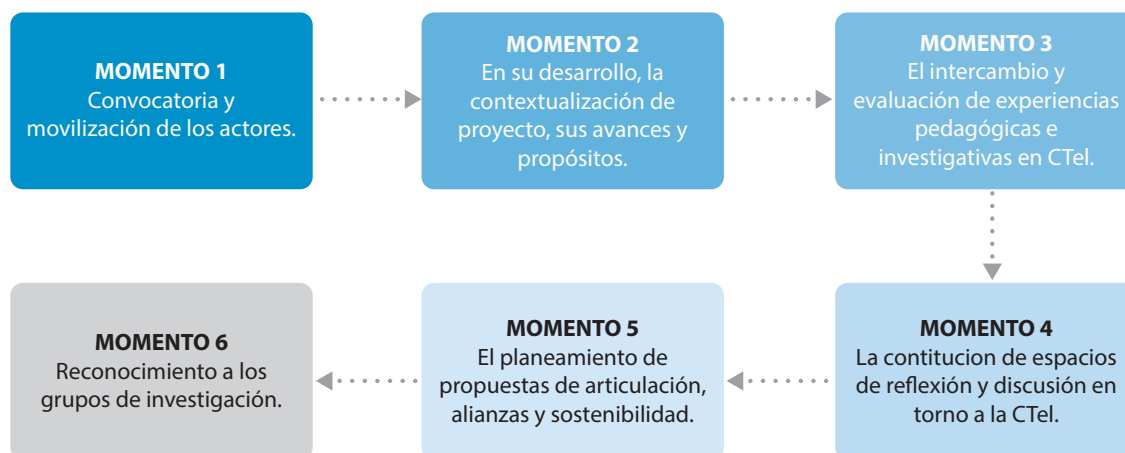 MOMENTO 1
Convocatoria y
movilización de los actores.
MOMENTO 2
En su desarrollo, la
contextualización de
proyecto, sus avances y
propósitos.
MOMENTO 3
El intercambio y
evaluación de experiencias
pedagógicas e
investigativas en CTel.
MOMENTO 4
La contitucion de espacios
de reflexión y discusión en
torno a la CTel.
MOMENTO 5
El planeamiento de
propuestas de articulación,
alianzas y sostenibilidad.
MOMENTO 6
Reconocimiento a los
grupos de investigación.